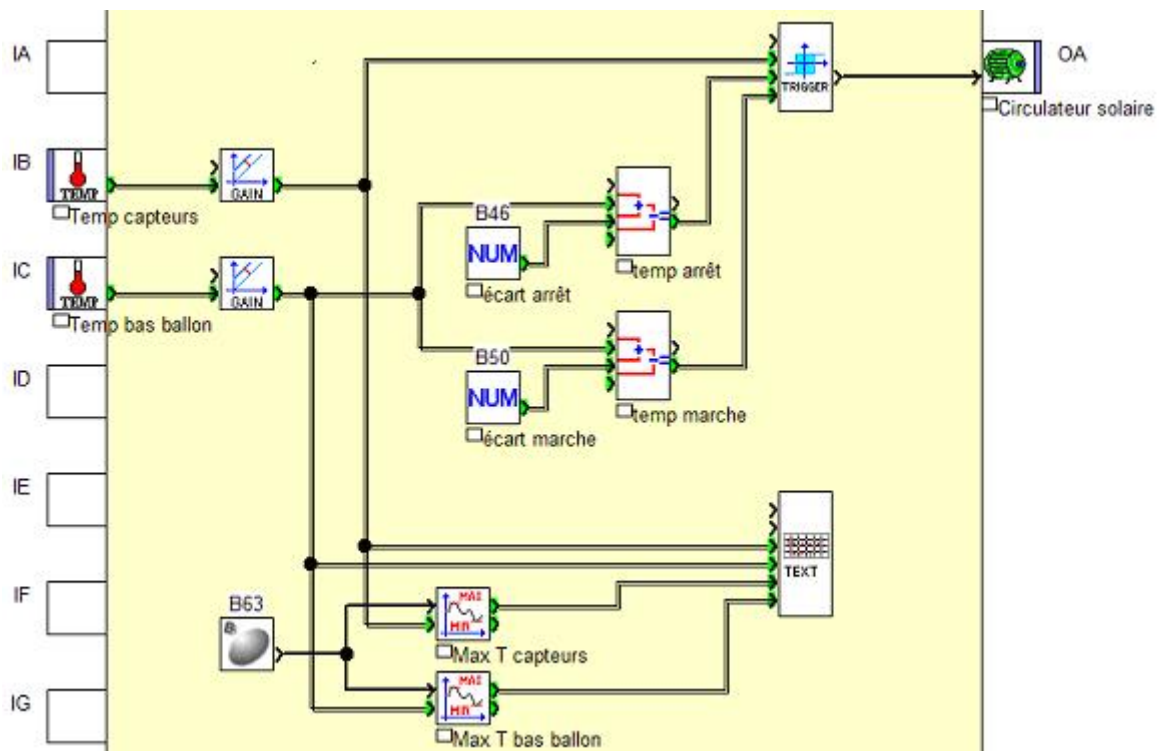 IA
TRIGGER
OA
Circulateur solaire
IB
TEMP
GAIN
Temp capteurs
B46
NUM
temp arrêt
écart arrêt
IC
TEMP
GAIN
Temp bas ballon
B50
NUM
temp marche
écart marche
ID
IE
TEXT
IF
B63
B
MAX
MIN
Max T capteurs
MAX
MIN
Max T bas ballon
IG